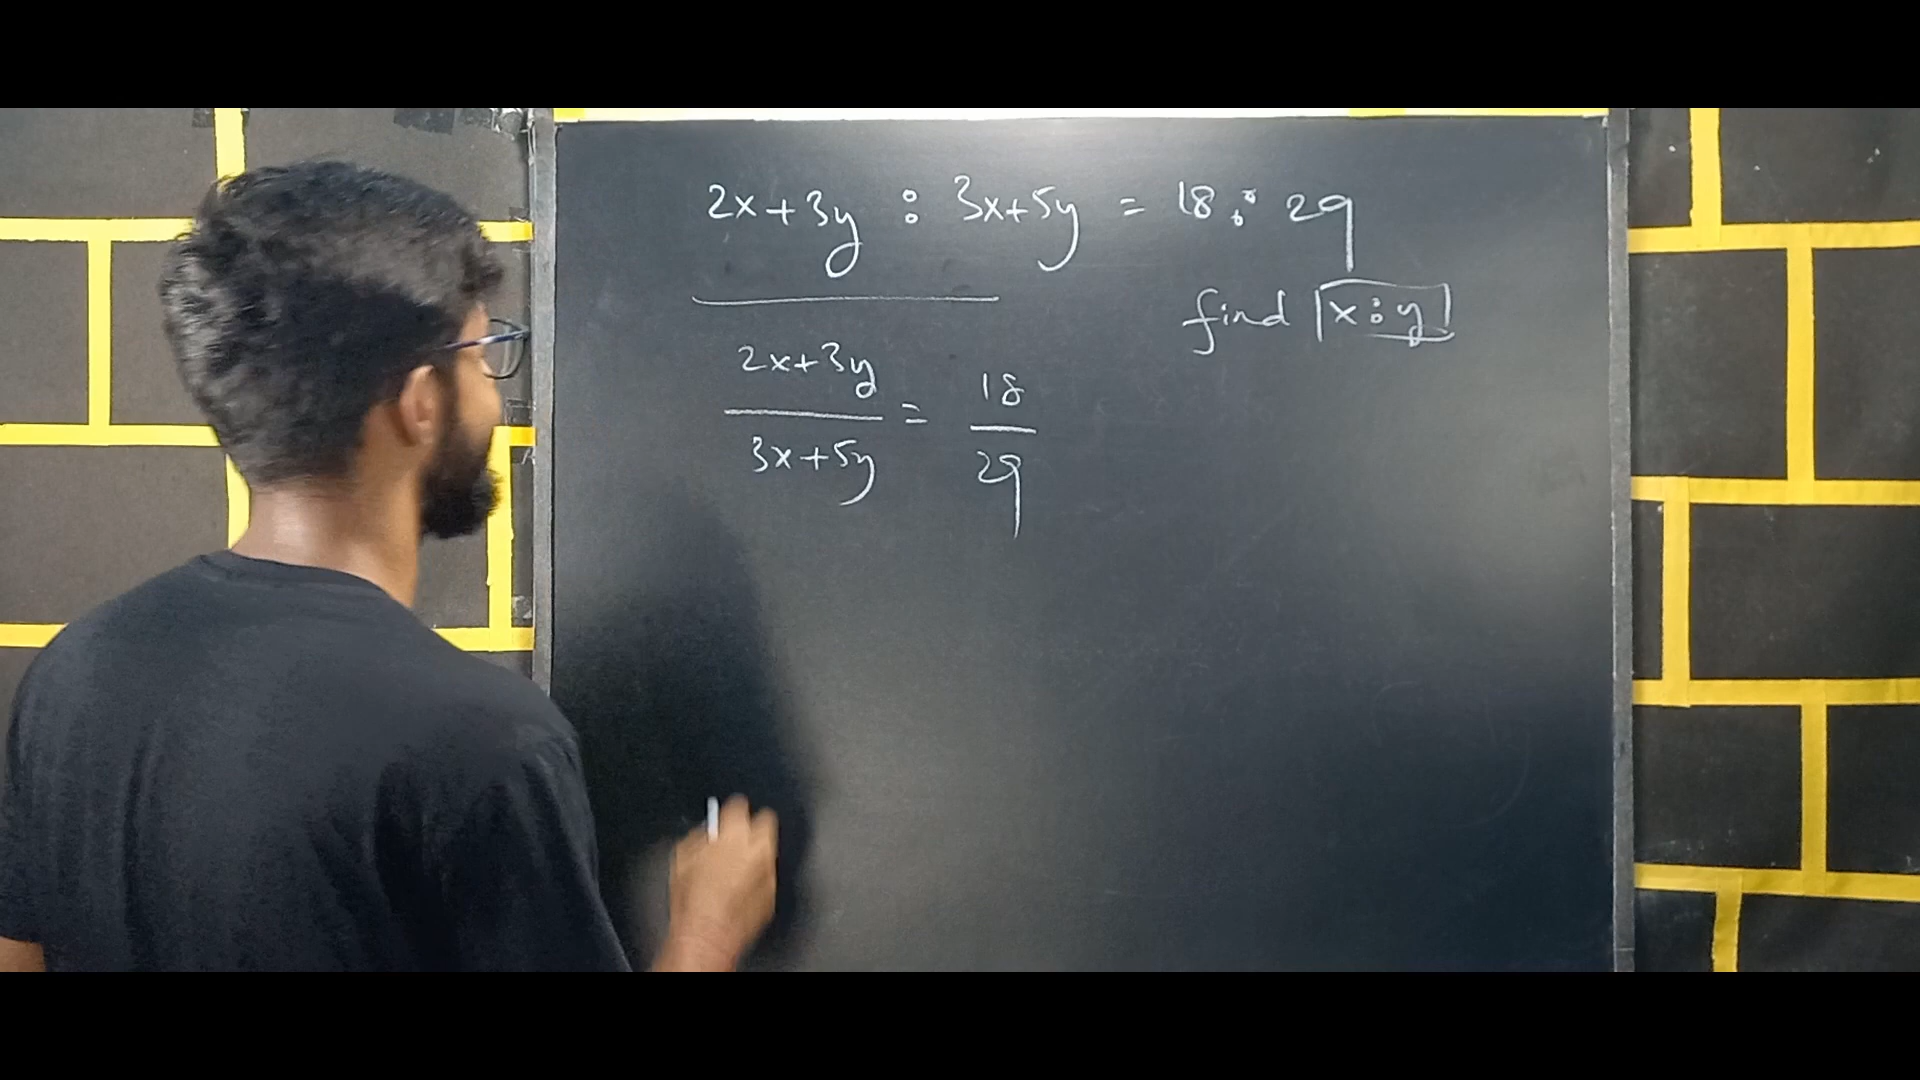 2x+3y : 3x+5y = 18 : 29
find x:y
2x+3y = 18
3x+5y 29